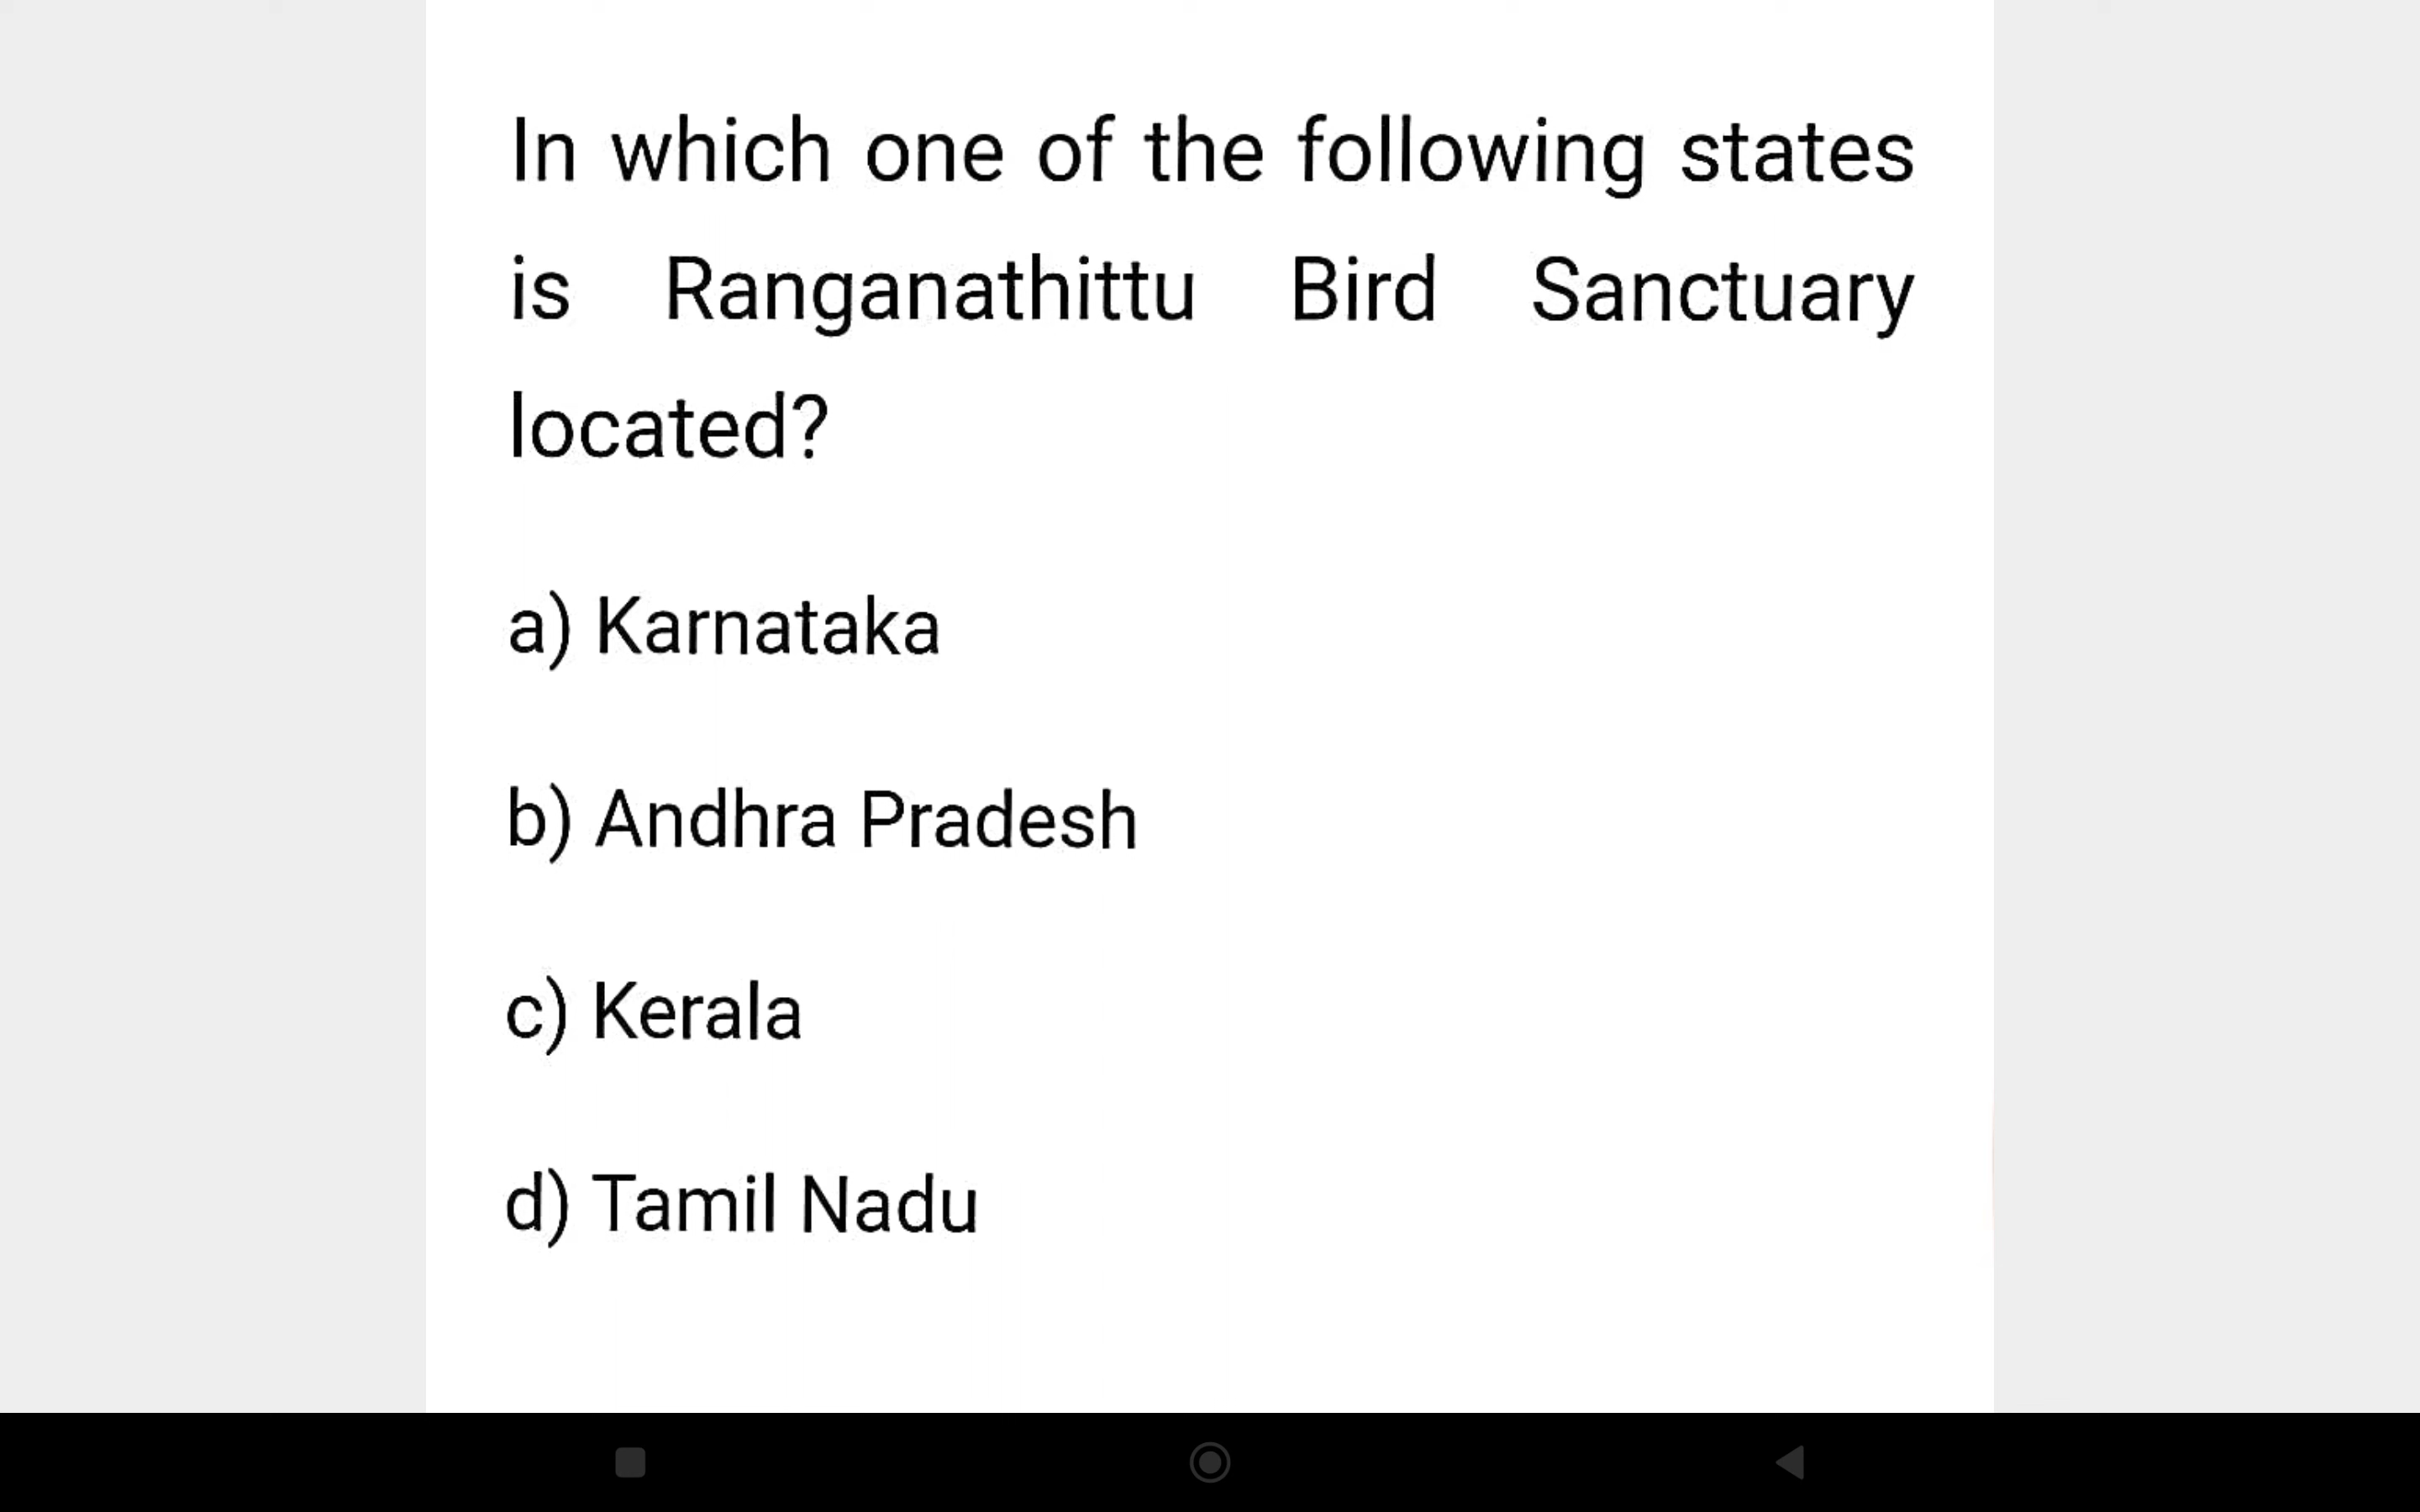 In which one of the following states
is Ranganathittu Bird Sanctuary
located?
a) Karnataka
b) Andhra Pradesh
c) Kerala
d) Tamil Nadu